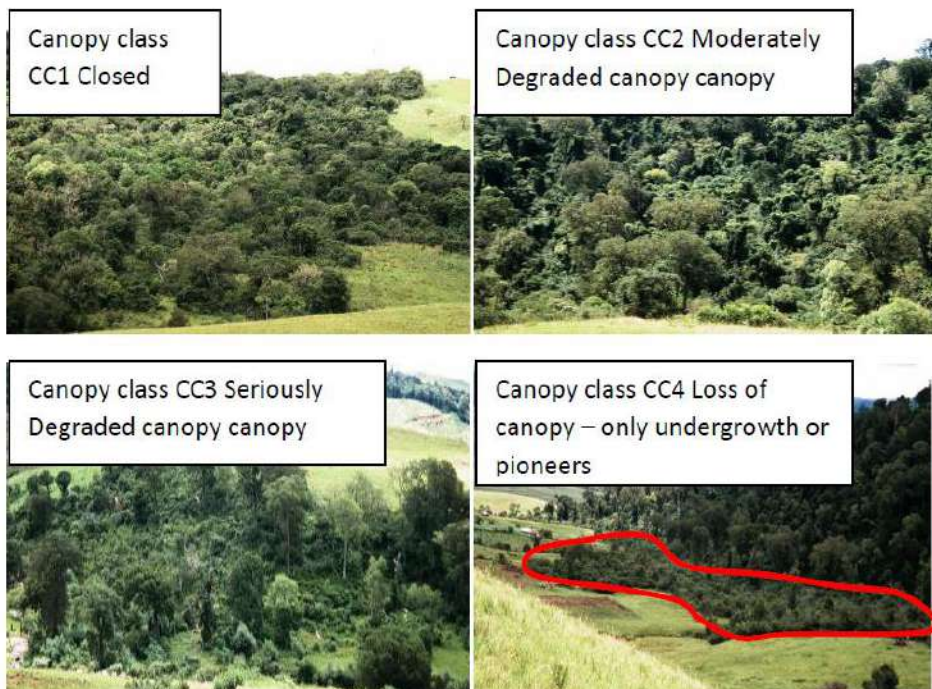 Canopy class
CC1 Closed
Canopy class CC2 Moderately
Degraded canopy canopy
Canopy class CC3 Seriously
Degraded canopy canopy
Canopy class CC4 Loss of
canopy – only undergrowth or
pioneers